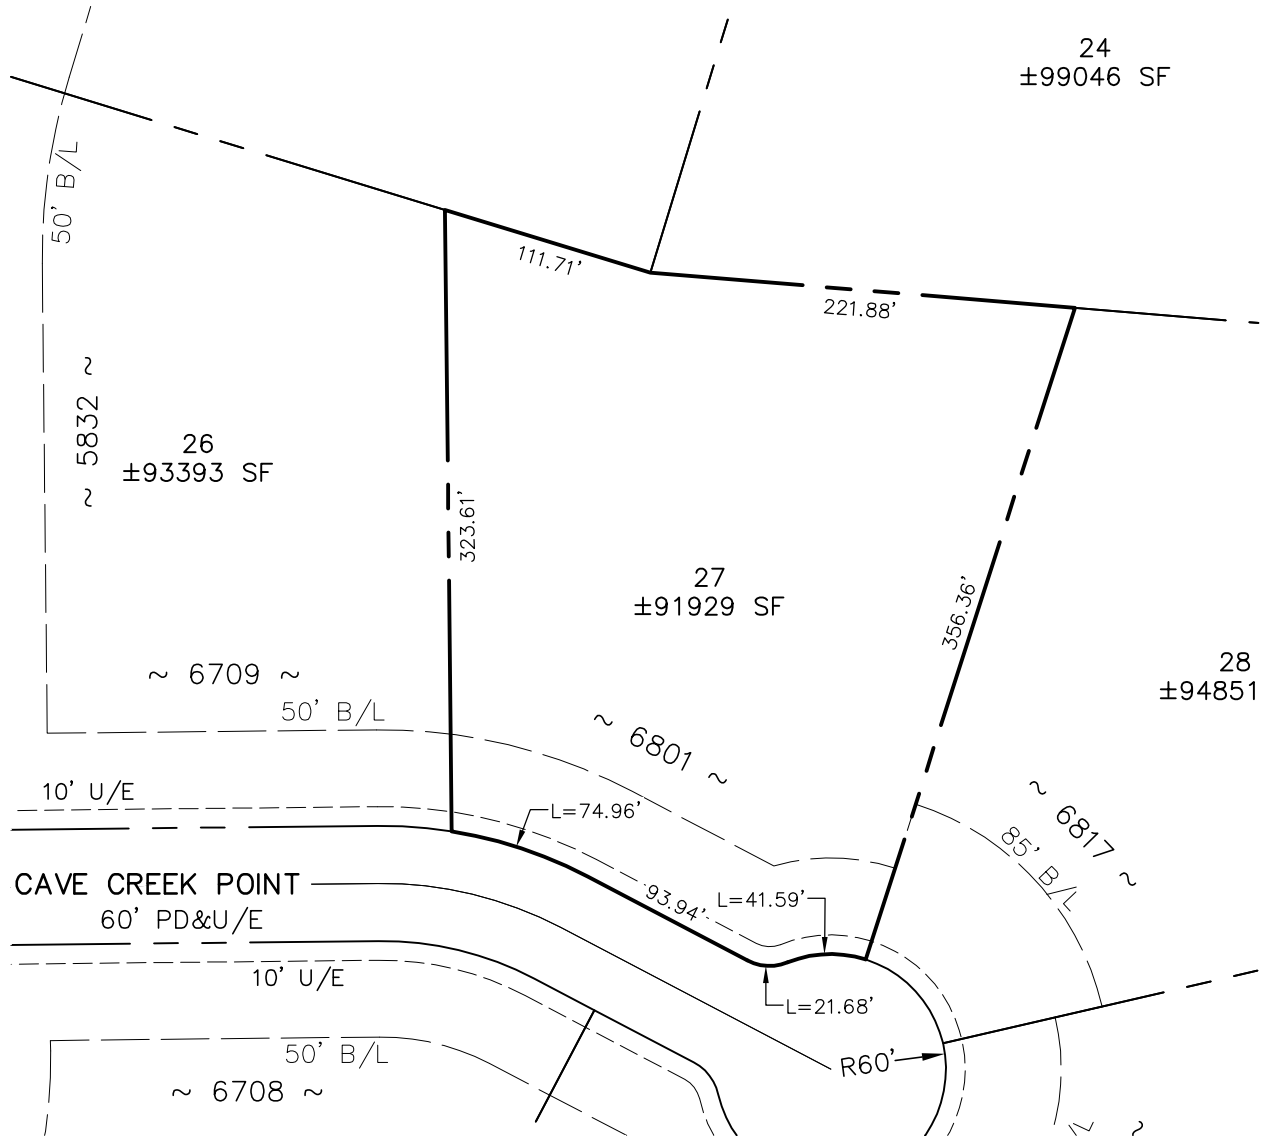 24
±99046 SF
50' B/L
111.71'
221.88'
~ 5832 ~
26
±93393 SF
323.61'
27
±91929 SF
356.36'
28
±94851
~ 6709 ~
50' B/L
~ 6801 ~
10' U/E
L=74.96'
~ 6817 ~
85' B/L
CAVE CREEK POINT
60' PD&U/E
93.94'
L=41.59'
10' U/E
L=21.68'
50' B/L
R60'
~ 6708 ~